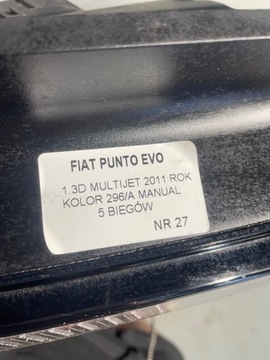 FIAT PUNTO EVO
1.3D MULTIJET 2011 ROK
KOLOR 296/A MANUAL
5 BIEGÓW
NR 27